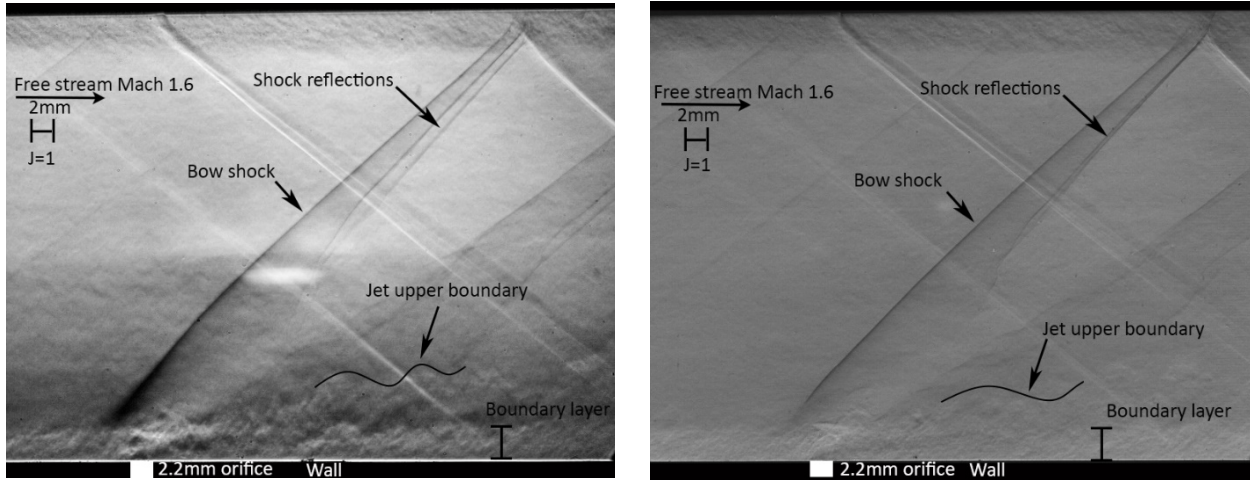 Free stream Mach 1.6
2mm
J=1
Shock reflections
Bow shock
Jet upper boundary
Boundary layer
2.2mm orifice
Wall
Free stream Mach 1.6
2mm
J=1
Shock reflections
Bow shock
Jet upper boundary
Boundary layer
2.2mm orifice
Wall